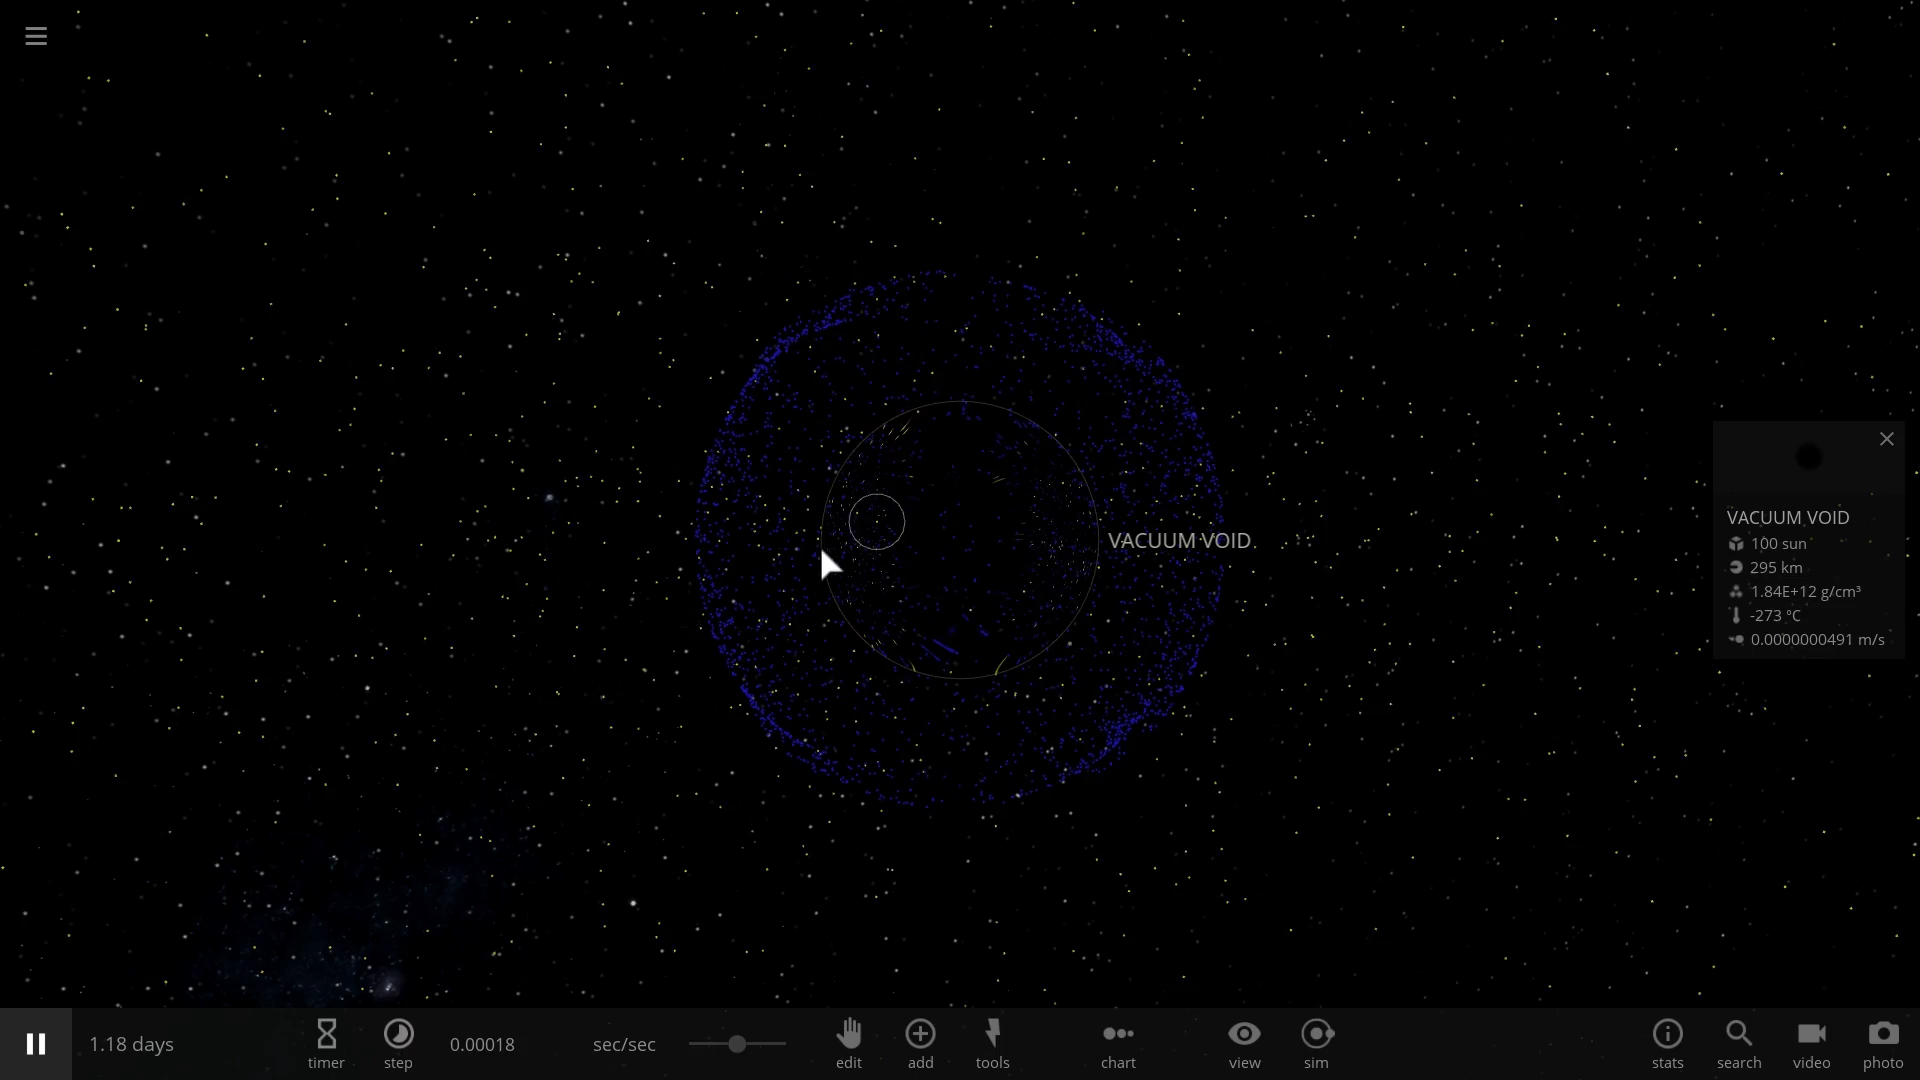 VACUUM VOID
VACUUM VOID
100 sun
295 km
1.84E+12 g/cm³
-273 °C
0.0000000491 m/s
1.18 days
timer
step
0.00018
sec/sec
edit
add
tools
chart
view
sim
stats
search
video
photo